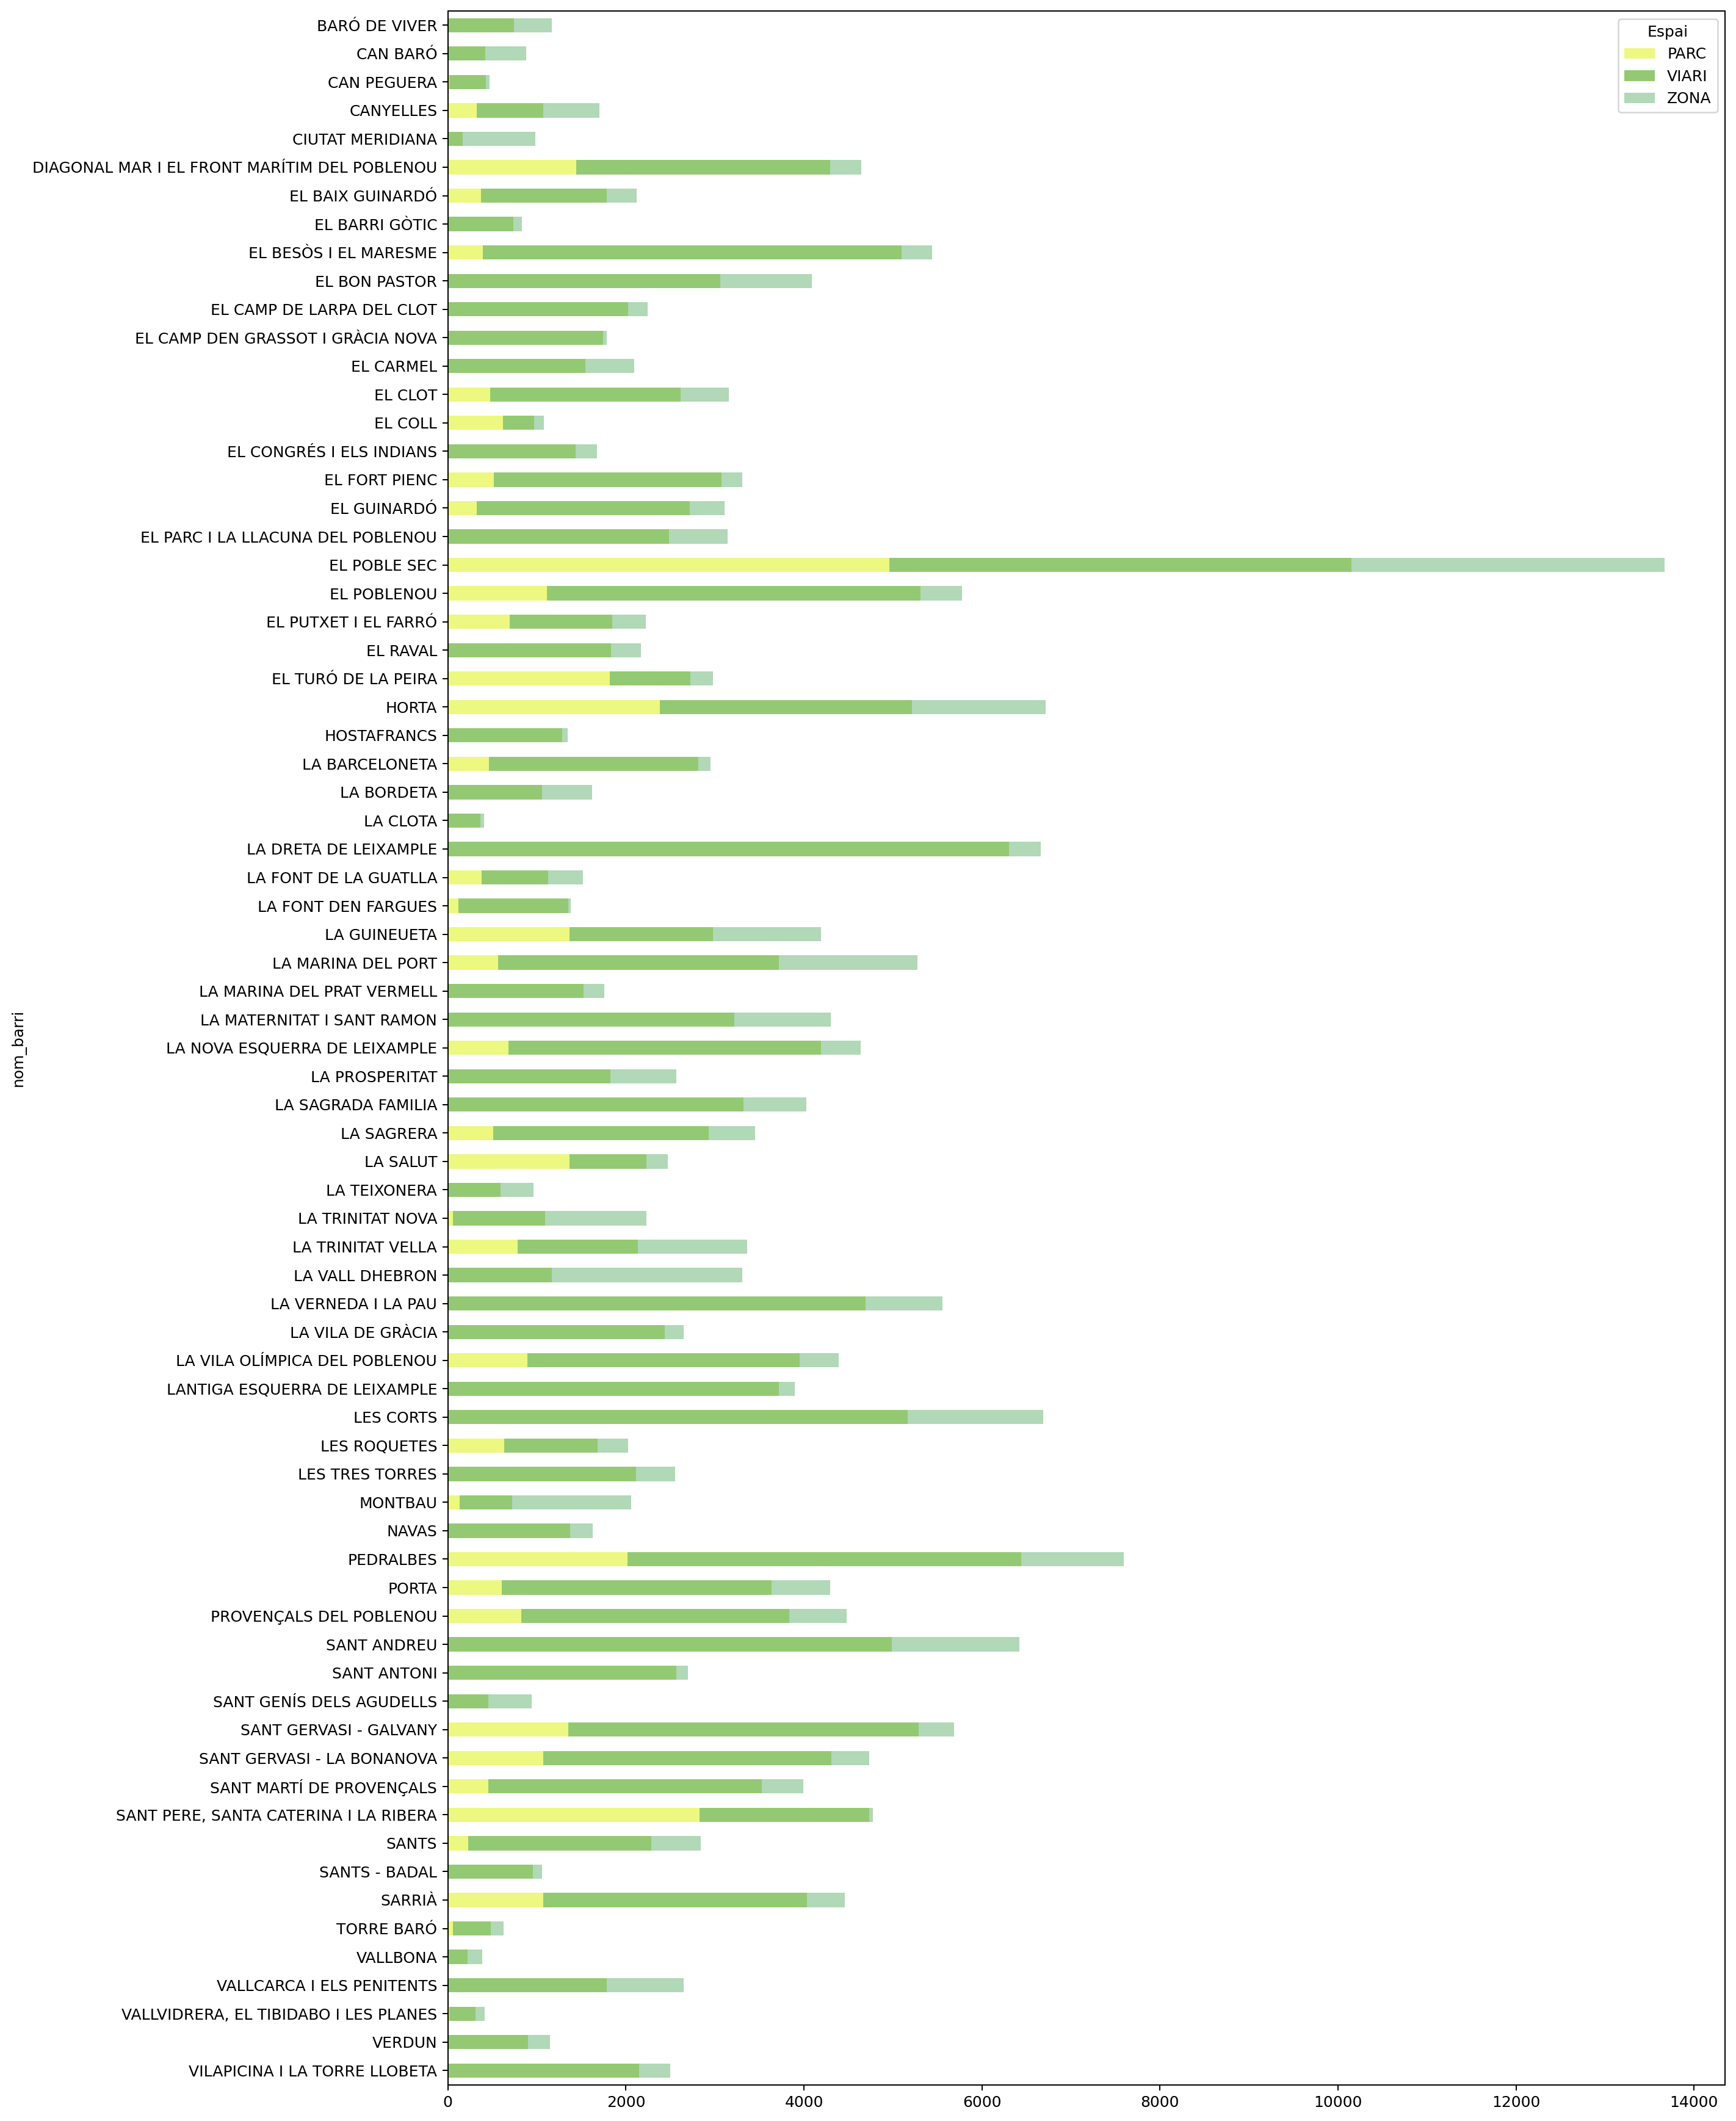 Espai
PARC
VIARI
ZONA
BARÓ DE VIVER
CAN BARÓ
CAN PEGUERA
CANYELLES
CIUTAT MERIDIANA
DIAGONAL MAR I EL FRONT MARÍTIM DEL POBLENOU
EL BAIX GUINARDÓ
EL BARRI GÒTIC
EL BESÒS I EL MARESME
EL BON PASTOR
EL CAMP DE LARPA DEL CLOT
EL CAMP DEN GRASSOT I GRÀCIA NOVA
EL CARMEL
EL CLOT
EL COLL
EL CONGRÉS I ELS INDIANS
EL FORT PIENC
EL GUINARDÓ
EL PARC I LA LLACUNA DEL POBLENOU
EL POBLE SEC
EL POBLENOU
EL PUTXET I EL FARRÓ
EL RAVAL
EL TURÓ DE LA PEIRA
HORTA
HOSTAFRANCS
LA BARCELONETA
LA BORDETA
LA CLOTA
LA DRETA DE LEIXAMPLE
LA FONT DE LA GUATLLA
LA FONT DEN FARGUES
LA GUINEUETA
LA MARINA DEL PORT
LA MARINA DEL PRAT VERMELL
LA MATERNITAT I SANT RAMON
LA NOVA ESQUERRA DE LEIXAMPLE
LA PROSPERITAT
LA SAGRADA FAMILIA
LA SAGRERA
LA SALUT
LA TEIXONERA
LA TRINITAT NOVA
LA TRINITAT VELLA
LA VALL DHEBRON
LA VERNEDA I LA PAU
LA VILA DE GRÀCIA
LA VILA OLÍMPICA DEL POBLENOU
LANTIGA ESQUERRA DE LEIXAMPLE
LES CORTS
LES ROQUETES
LES TRES TORRES
MONTBAU
NAVAS
PEDRALBES
PORTA
PROVENÇALS DEL POBLENOU
SANT ANDREU
SANT ANTONI
SANT GENÍS DELS AGUDELLS
SANT GERVASI - GALVANY
SANT GERVASI - LA BONANOVA
SANT MARTÍ DE PROVENÇALS
SANT PERE, SANTA CATERINA I LA RIBERA
SANTS
SANTS - BADAL
SARRIÀ
TORRE BARÓ
VALLBONA
VALLCARCA I ELS PENITENTS
VALLVIDRERA, EL TIBIDABO I LES PLANES
VERDUN
VILAPICINA I LA TORRE LLOBETA
nom_barri
0 2000 4000 6000 8000 10000 12000 14000